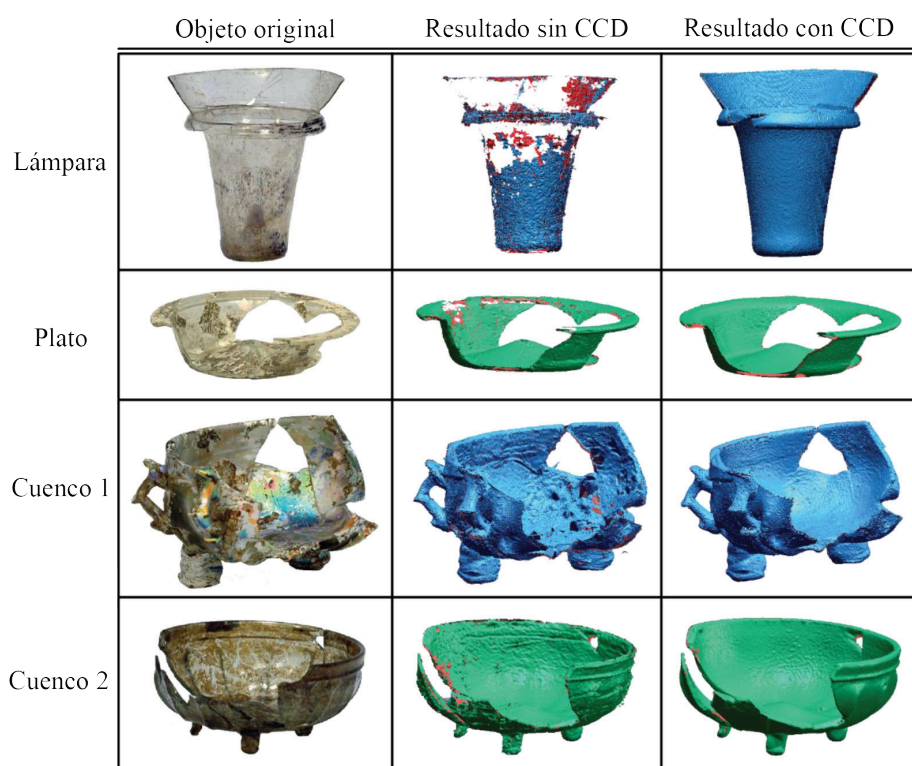 Objeto original
Resultado sin CCD
Resultado con CCD
Lámpara
Plato
Cuenco 1
Cuenco 2